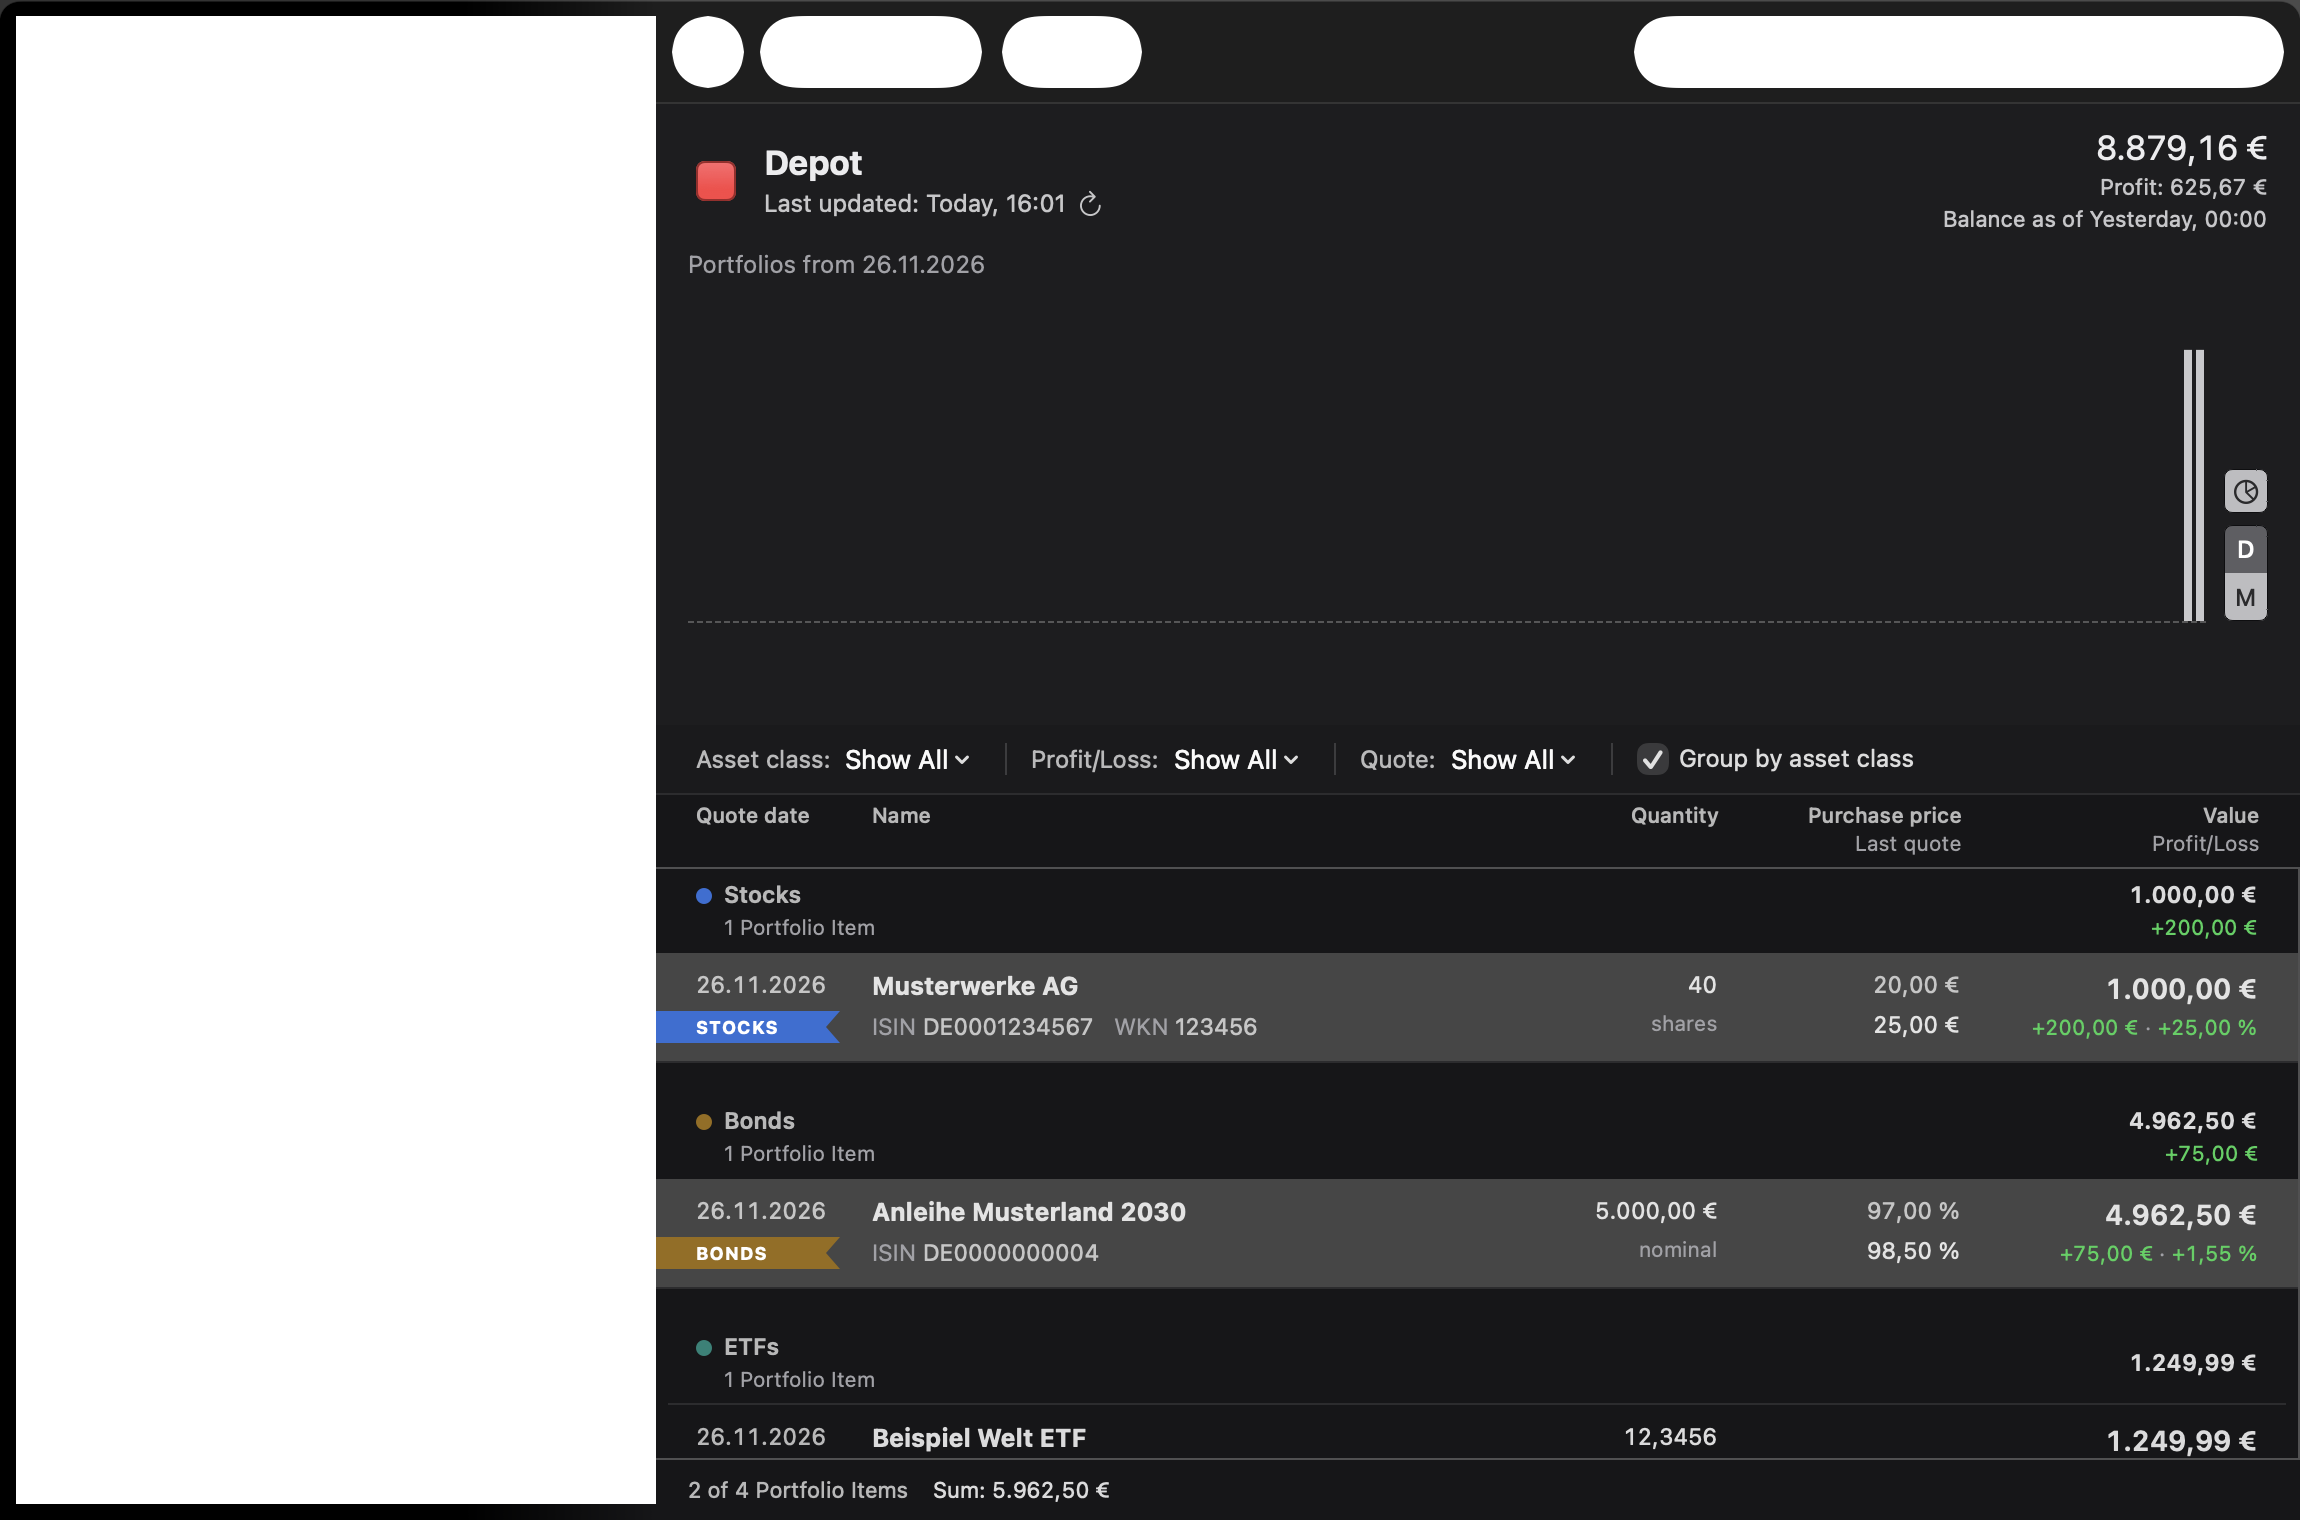 Depot
Last updated: Today, 16:01
8.879,16 €
Profit: 625,67 €
Balance as of Yesterday, 00:00
Portfolios from 26.11.2026
D
M
Asset class: Show All Profit/Loss: Show All Quote: Show All Group by asset class
Quote date Name Quantity Purchase price Value
Last quote Profit/Loss
Stocks 1.000,00 €
1 Portfolio Item +200,00 €
26.11.2026 Musterwerke AG 40 20,00 € 1.000,00 €
STOCKS ISIN DE0001234567 WKN 123456 shares 25,00 € +200,00 € · +25,00 %
Bonds 4.962,50 €
1 Portfolio Item +75,00 €
26.11.2026 Anleihe Musterland 2030 5.000,00 € 97,00 % 4.962,50 €
BONDS ISIN DE0000000004 nominal 98,50 % +75,00 € · +1,55 %
ETFs 1.249,99 €
1 Portfolio Item
26.11.2026 Beispiel Welt ETF 12,3456 1.249,99 €
2 of 4 Portfolio Items Sum: 5.962,50 €